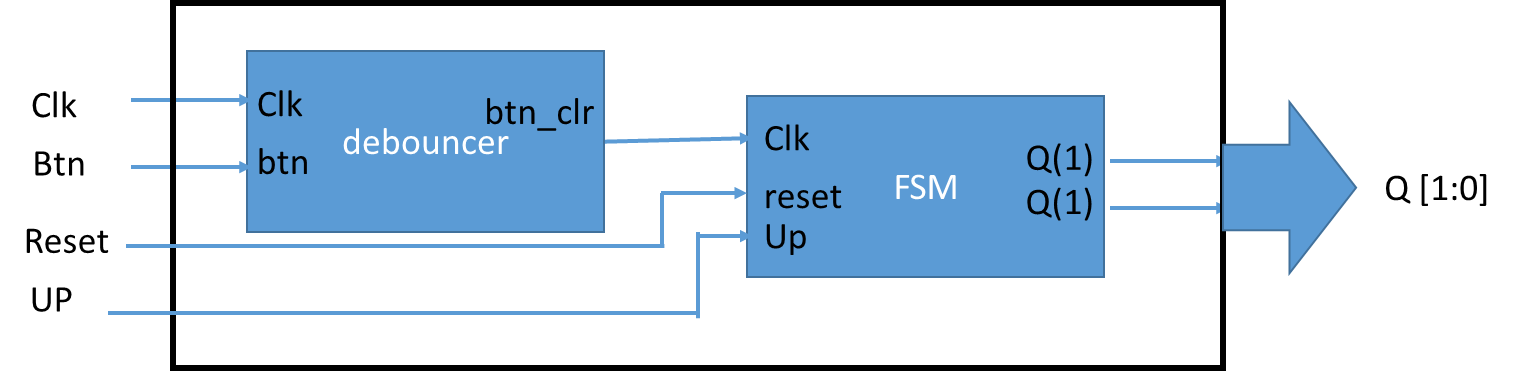 Clk
Btn
Reset
UP
Clk
btn
btn_clr
debouncer
Clk
reset
Up
FSM
Q(1)
Q(1)
Q [1:0]